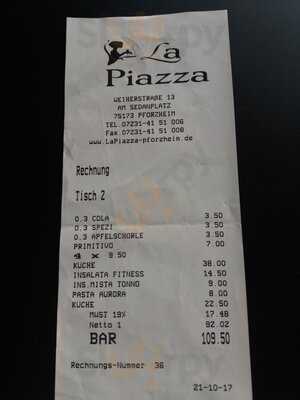 La
Piazza
WEIHERSTRAßE 13
AM SEDANPLATZ
75173 PFORZHEIM
TEL.07231-41 51 006
Fax.07231-41 51 008
www.LaPiazza-pforzheim.de
Rechnung
Tisch 2
0.3 COLA 3.50
0.3 SPEZI 3.50
0.3 APFELSCHORLE 3.50
PRIMITIVO 7.00
4 x 9.50
KÜCHE 38.00
INSALATA FITNESS 14.50
INS.MISTA TONNO 9.00
PASTA AURORA 8.00
KÜCHE 22.50
MWST 19% 17.48
Netto 1 92.02
BAR 109.50
Rechnungs-Nummer 36
21-10-17